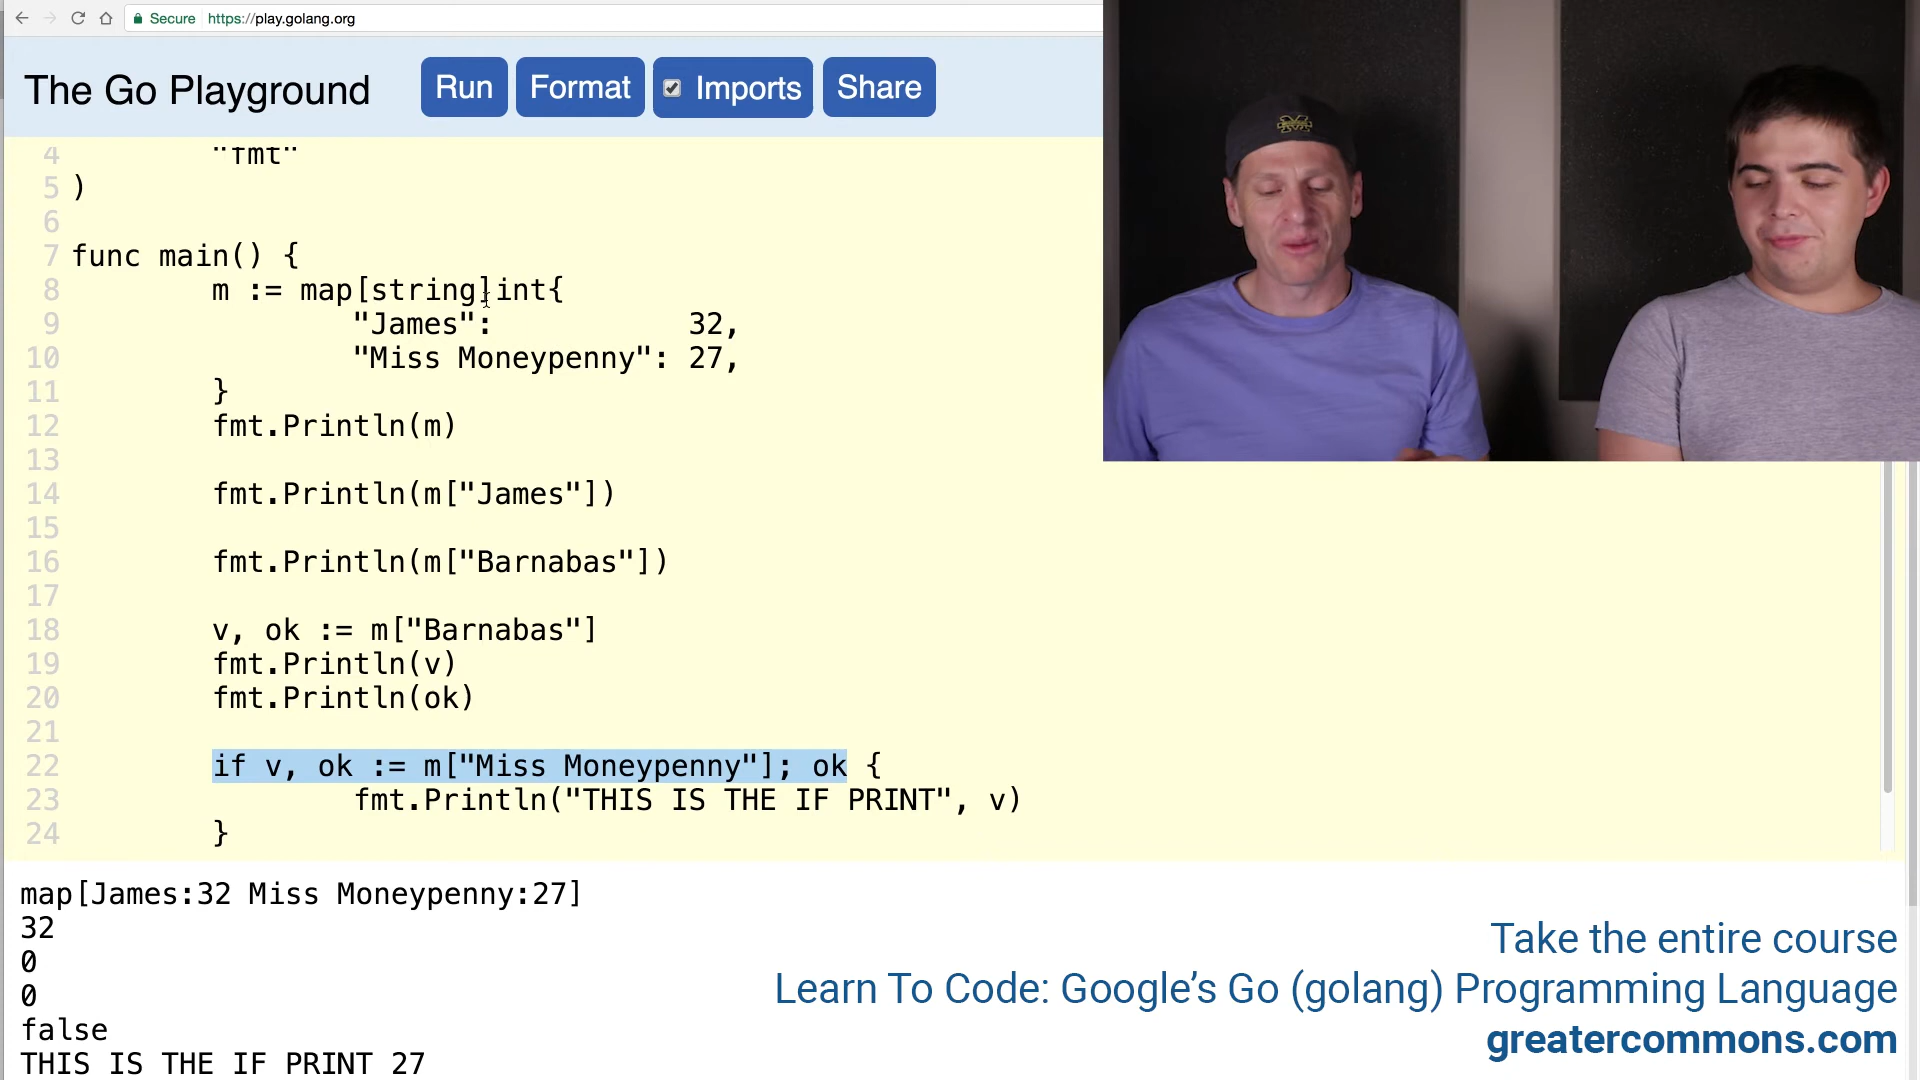 Secure https://play.golang.org
The Go Playground Run Format Imports Share
4 "fmt"
5 )
6
7 func main() {
8 m := map[string]int{
9 "James": 32,
10 "Miss Moneypenny": 27,
11 }
12 fmt.Println(m)
13
14 fmt.Println(m["James"])
15
16 fmt.Println(m["Barnabas"])
17
18 v, ok := m["Barnabas"]
19 fmt.Println(v)
20 fmt.Println(ok)
21
22 if v, ok := m["Miss Moneypenny"]; ok {
23 fmt.Println("THIS IS THE IF PRINT", v)
24 }
map[James:32 Miss Moneypenny:27]
32
0
0
false
THIS IS THE IF PRINT 27
Take the entire course
Learn To Code: Google’s Go (golang) Programming Language
greatercommons.com